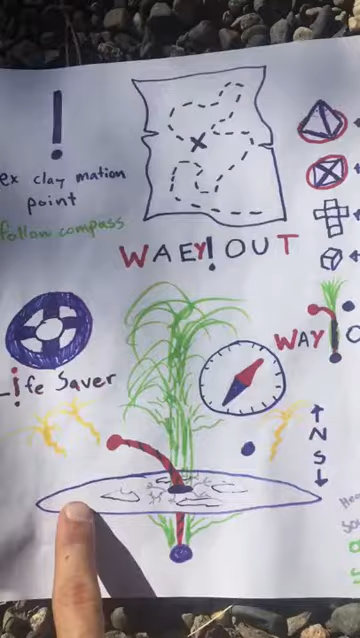 !
ex clay mation
point
follow compass
WAEY! OUT
WAY
Life Saver
N
S